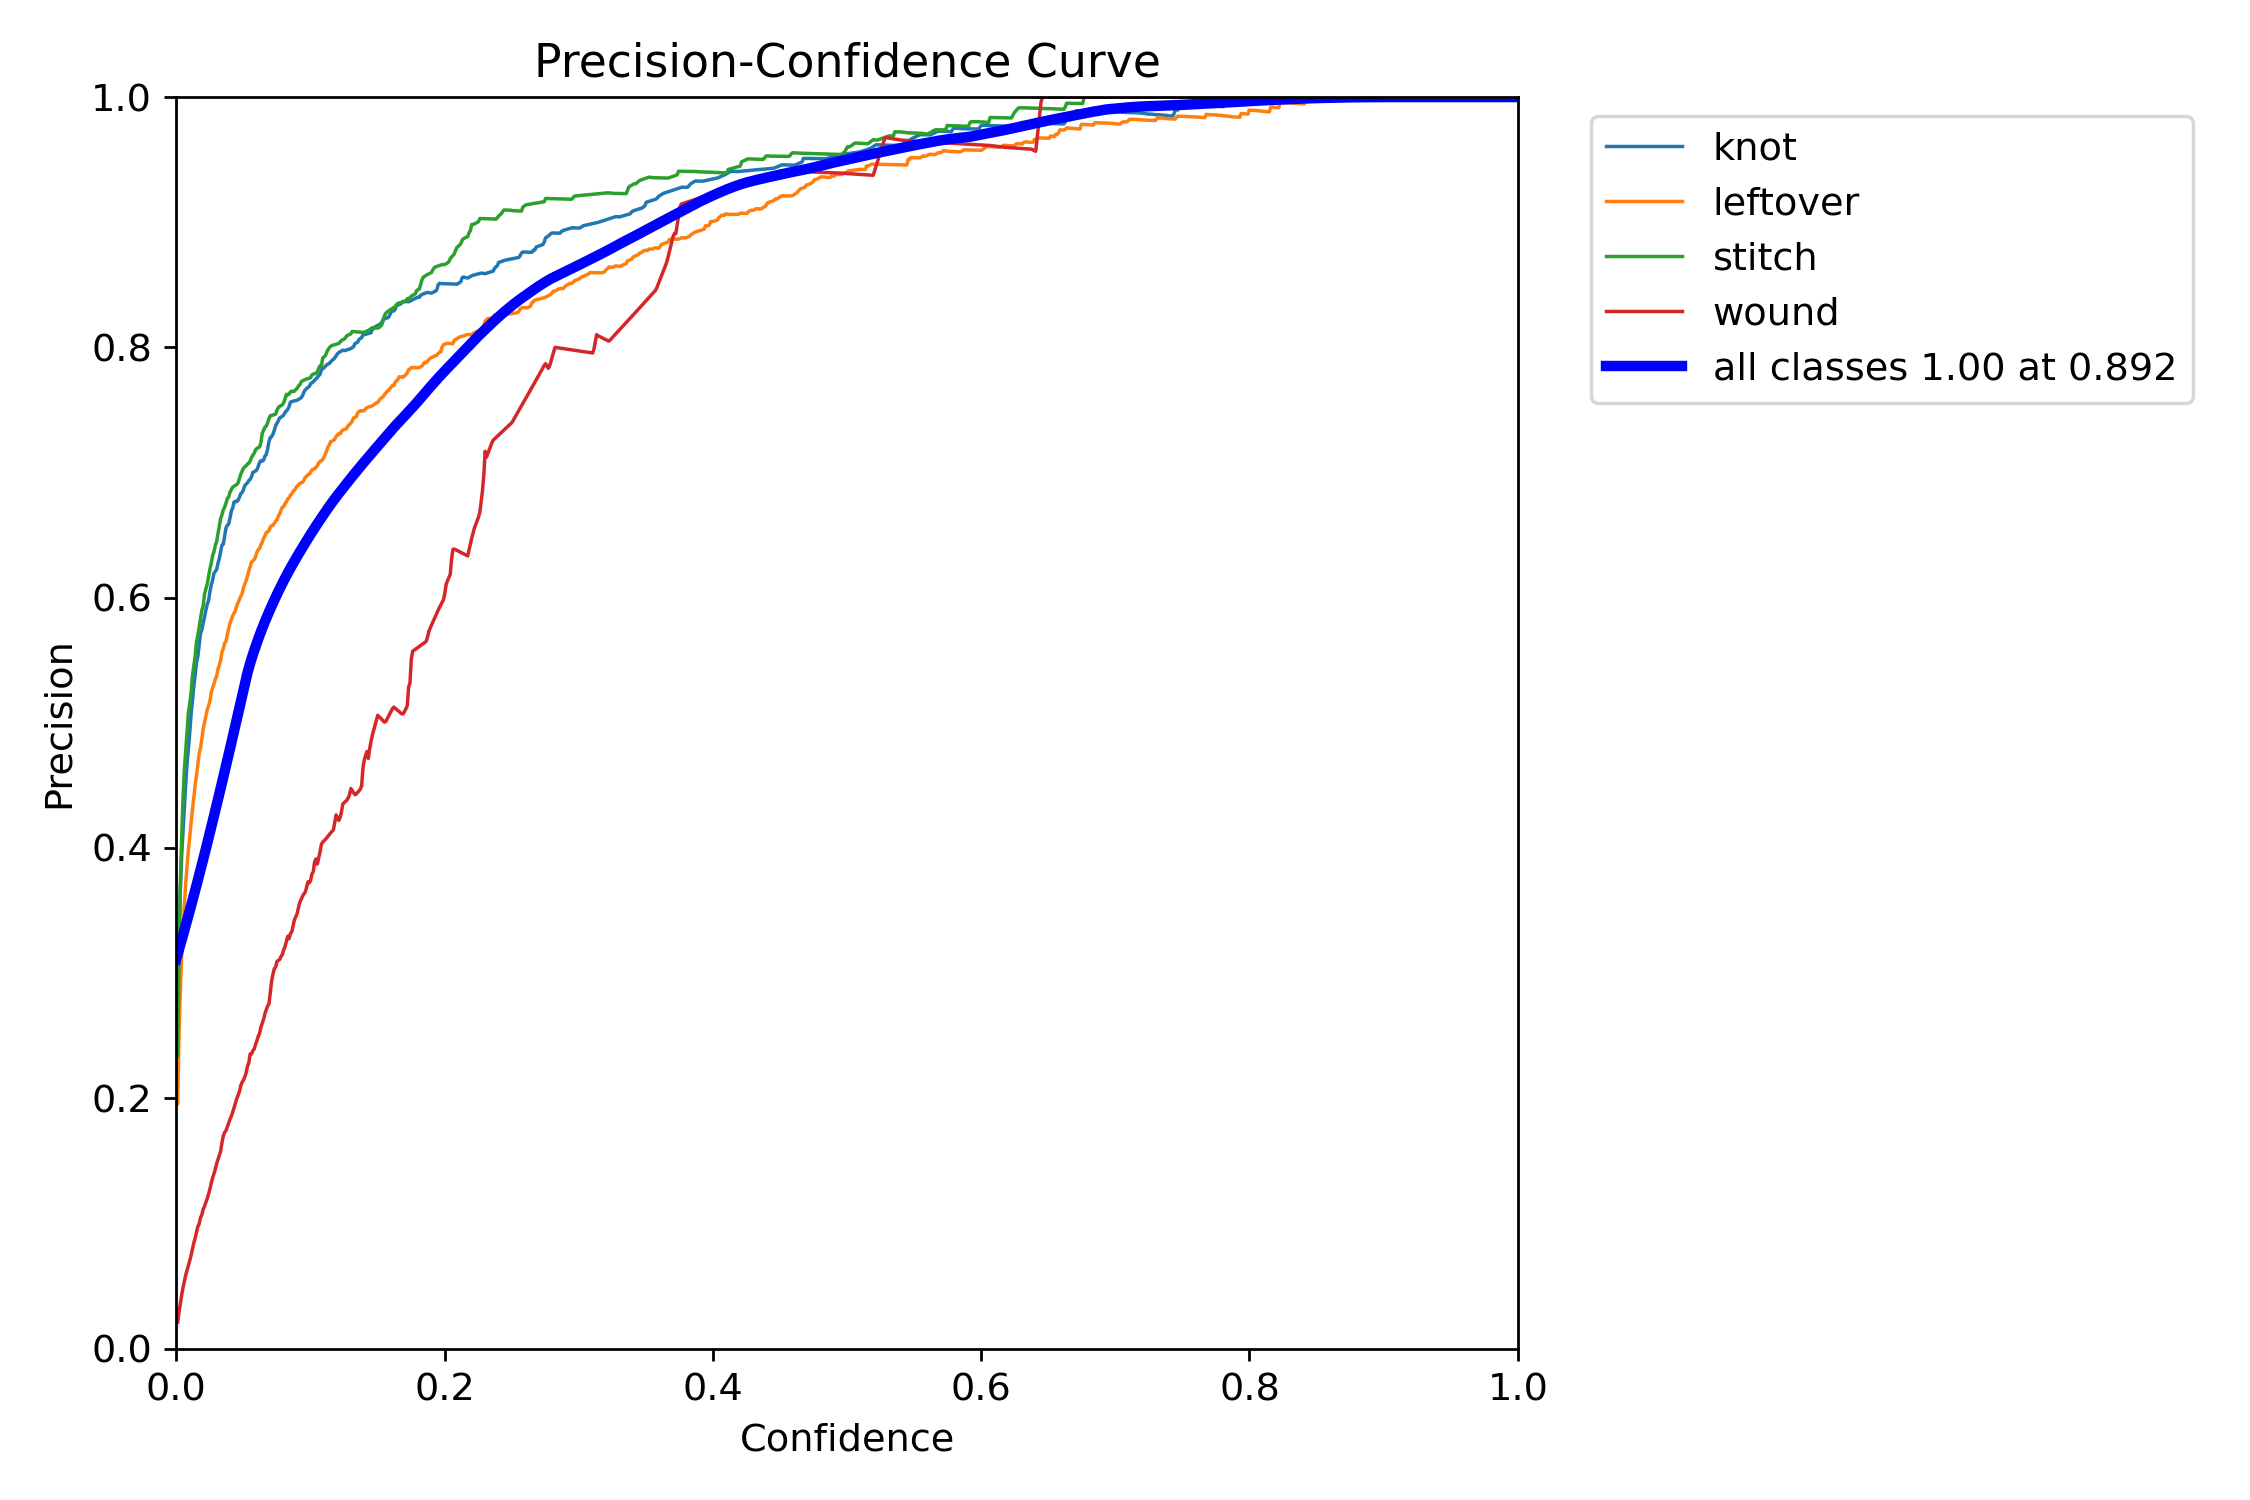 Precision-Confidence Curve
1.0
0.8
0.6
0.4
0.2
0.0
Precision
0.0 0.2 0.4 0.6 0.8 1.0
Confidence
knot
leftover
stitch
wound
all classes 1.00 at 0.892